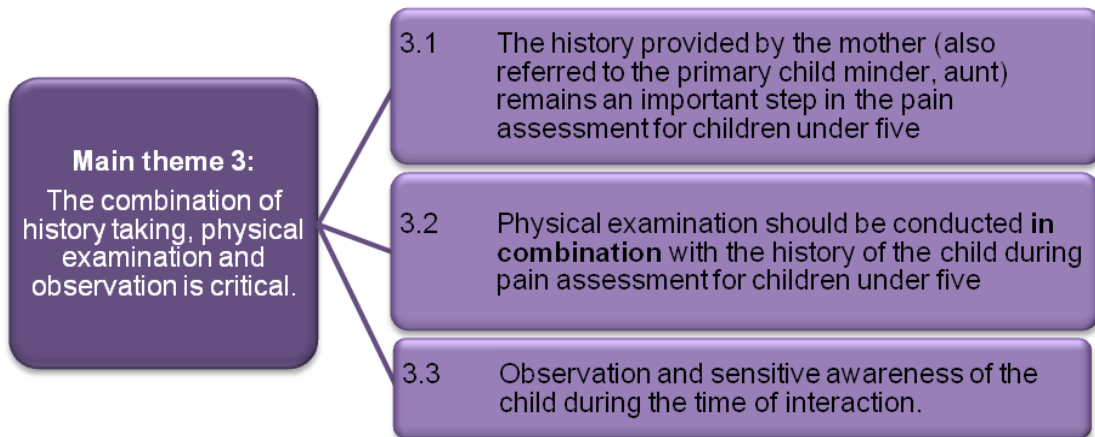 Main theme 3:
The combination of
history taking, physical
examination and
observation is critical.
3.1 The history provided by the mother (also
referred to the primary child minder, aunt)
remains an important step in the pain
assessment for children under five
3.2 Physical examination should be conducted in
combination with the history of the child during
pain assessment for children under five
3.3 Observation and sensitive awareness of the
child during the time of interaction.